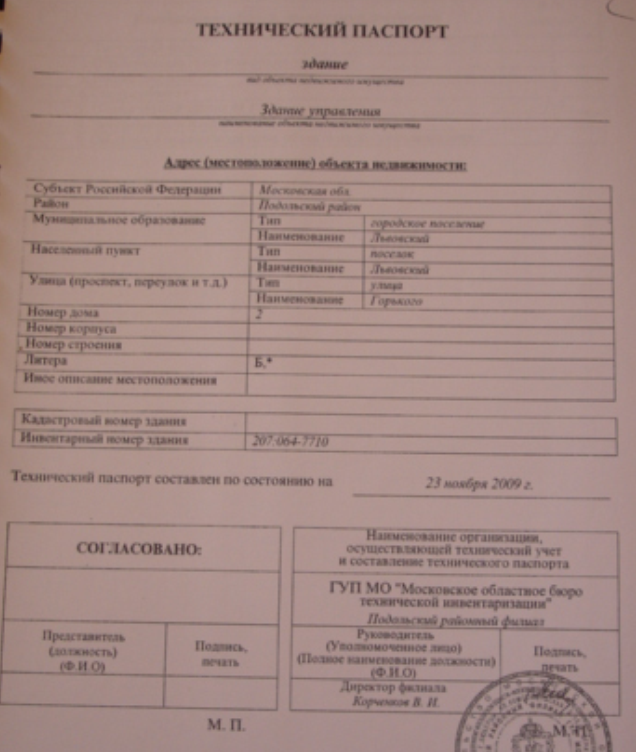 ТЕХНИЧЕСКИЙ ПАСПОРТ
здание
вид объекта недвижимого имущества
Здание управления
наименование объекта недвижимого имущества
Адрес (местоположение) объекта недвижимости:
Субъект Российской Федерации Московская обл.
Район Подольский район
Муниципальное образование Тип городское поселение
Наименование Львовский
Населенный пункт Тип поселок
Наименование Львовский
Улица (проспект, переулок и т.д.) Тип улица
Наименование Горького
Номер дома 2
Номер корпуса
Номер строения
Литера Б,*
Иное описание местоположения
Кадастровый номер здания
Инвентарный номер здания 207:064-7710
Технический паспорт составлен по состоянию на 23 ноября 2009 г.
СОГЛАСОВАНО:
Представитель
(должность)
(Ф.И.О)
Подпись,
печать
М. П.
Наименование организации,
осуществляющей технический учет
и составление технического паспорта
ГУП МО "Московское областное бюро
технической инвентаризации"
Подольский районный филиал
Руководитель
(Уполномоченное лицо)
(Полное наименование должности)
(Ф.И.О)
Подпись,
печать
Директор филиала
Корченков В. И.
М. П.